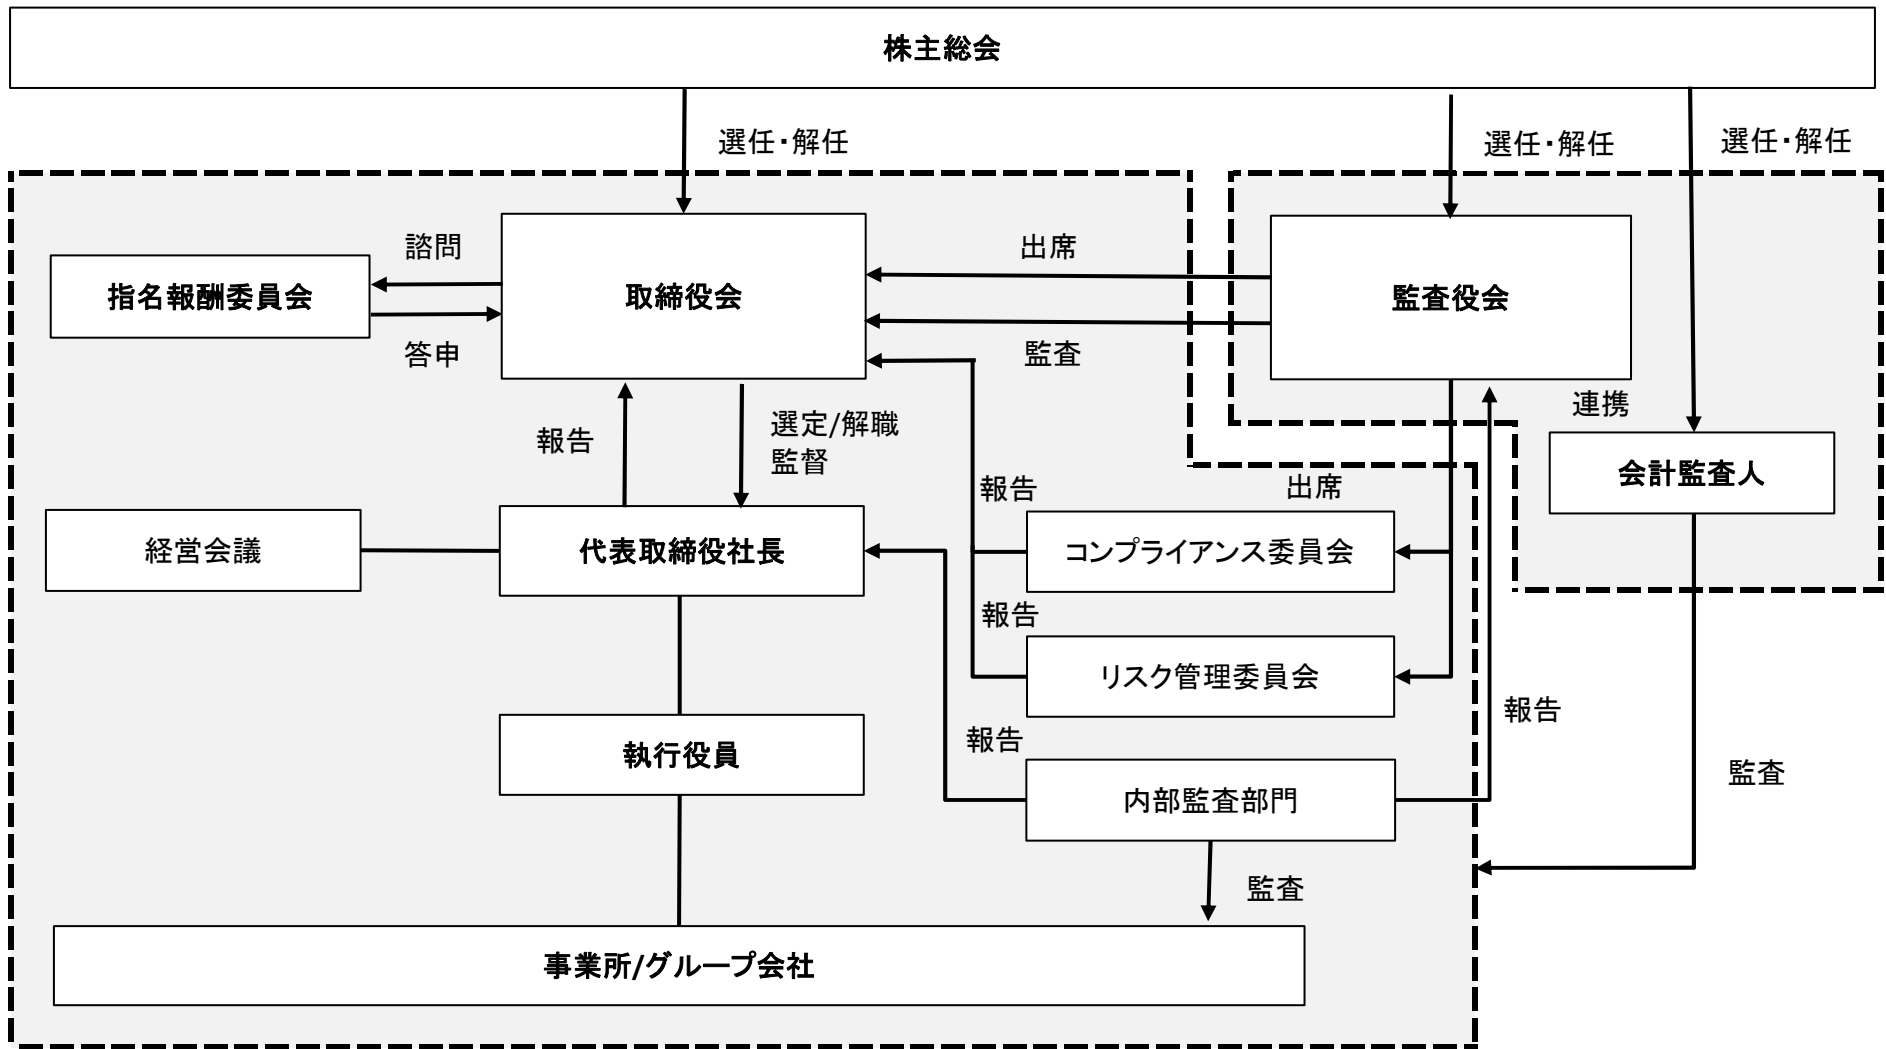 株主総会
選任・解任
選任・解任
選任・解任
諮問
指名報酬委員会
答申
取締役会
出席
監査
監査役会
連携
報告
選定/解職
監督
会計監査人
経営会議
代表取締役社長
報告
出席
コンプライアンス委員会
報告
リスク管理委員会
執行役員
報告
内部監査部門
報告
監査
監査
事業所/グループ会社